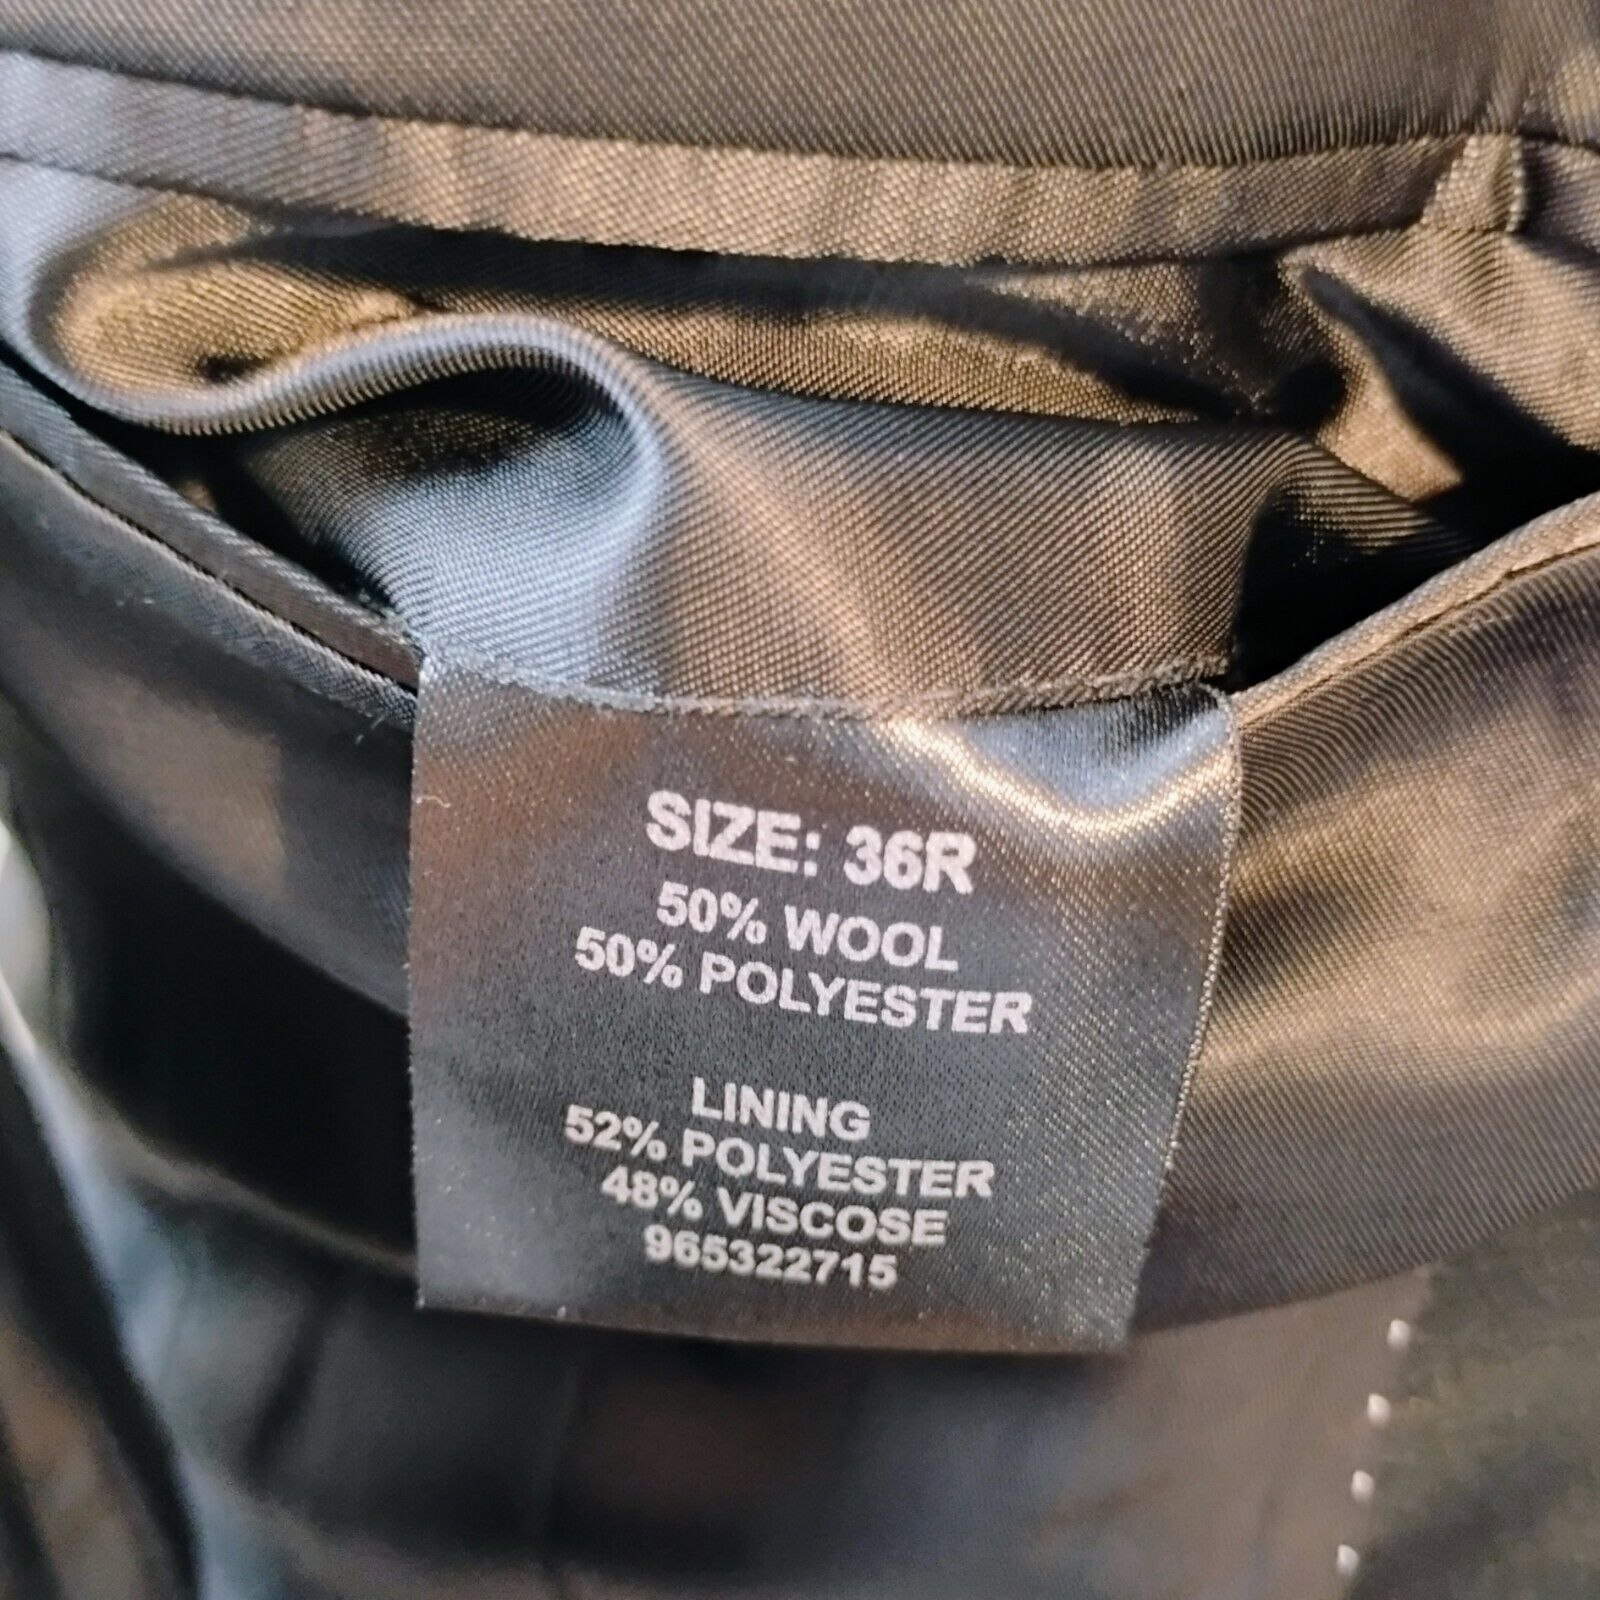 SIZE: 36R
50% WOOL
50% POLYESTER
LINING
52% POLYESTER
48% VISCOSE
965322715